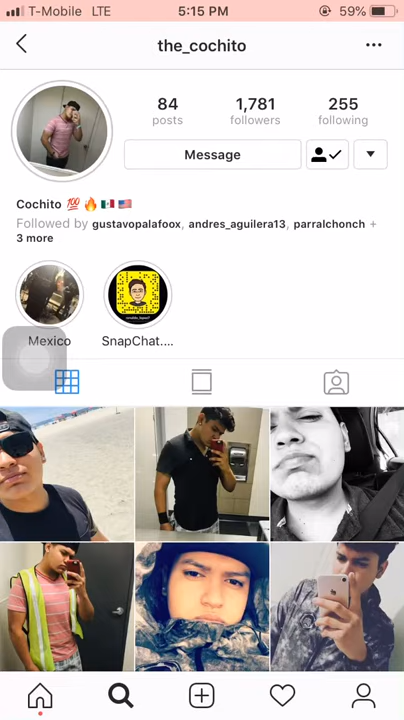 T-Mobile LTE 5:15 PM 59%
the_cochito
84 1,781 255
posts followers following
Message
Cochito 💯🔥🇲🇽🇺🇸
Followed by gustavopalafoox, andres_aguilera13, parralchonch +
3 more
Mexico SnapChat....